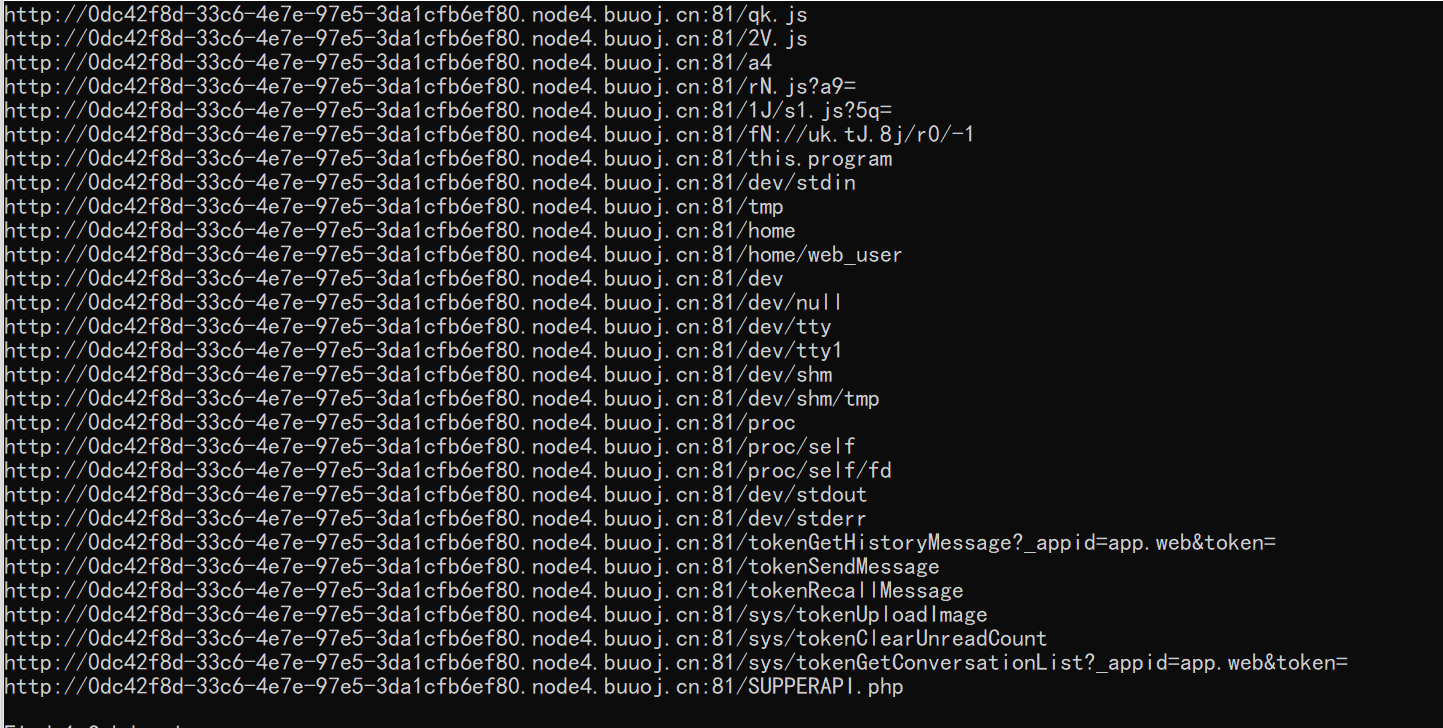 http://0dc42f8d-33c6-4e7e-97e5-3da1cfb6ef80.node4.buuoj.cn:81/qk.js
http://0dc42f8d-33c6-4e7e-97e5-3da1cfb6ef80.node4.buuoj.cn:81/2V.js
http://0dc42f8d-33c6-4e7e-97e5-3da1cfb6ef80.node4.buuoj.cn:81/a4
http://0dc42f8d-33c6-4e7e-97e5-3da1cfb6ef80.node4.buuoj.cn:81/rN.js?a9=
http://0dc42f8d-33c6-4e7e-97e5-3da1cfb6ef80.node4.buuoj.cn:81/1J/s1.js?5q=
http://0dc42f8d-33c6-4e7e-97e5-3da1cfb6ef80.node4.buuoj.cn:81/fN://uk.tJ.8j/r0/-1
http://0dc42f8d-33c6-4e7e-97e5-3da1cfb6ef80.node4.buuoj.cn:81/this.program
http://0dc42f8d-33c6-4e7e-97e5-3da1cfb6ef80.node4.buuoj.cn:81/dev/stdin
http://0dc42f8d-33c6-4e7e-97e5-3da1cfb6ef80.node4.buuoj.cn:81/tmp
http://0dc42f8d-33c6-4e7e-97e5-3da1cfb6ef80.node4.buuoj.cn:81/home
http://0dc42f8d-33c6-4e7e-97e5-3da1cfb6ef80.node4.buuoj.cn:81/home/web_user
http://0dc42f8d-33c6-4e7e-97e5-3da1cfb6ef80.node4.buuoj.cn:81/dev
http://0dc42f8d-33c6-4e7e-97e5-3da1cfb6ef80.node4.buuoj.cn:81/dev/null
http://0dc42f8d-33c6-4e7e-97e5-3da1cfb6ef80.node4.buuoj.cn:81/dev/tty
http://0dc42f8d-33c6-4e7e-97e5-3da1cfb6ef80.node4.buuoj.cn:81/dev/tty1
http://0dc42f8d-33c6-4e7e-97e5-3da1cfb6ef80.node4.buuoj.cn:81/dev/shm
http://0dc42f8d-33c6-4e7e-97e5-3da1cfb6ef80.node4.buuoj.cn:81/dev/shm/tmp
http://0dc42f8d-33c6-4e7e-97e5-3da1cfb6ef80.node4.buuoj.cn:81/proc
http://0dc42f8d-33c6-4e7e-97e5-3da1cfb6ef80.node4.buuoj.cn:81/proc/self
http://0dc42f8d-33c6-4e7e-97e5-3da1cfb6ef80.node4.buuoj.cn:81/proc/self/fd
http://0dc42f8d-33c6-4e7e-97e5-3da1cfb6ef80.node4.buuoj.cn:81/dev/stdout
http://0dc42f8d-33c6-4e7e-97e5-3da1cfb6ef80.node4.buuoj.cn:81/dev/stderr
http://0dc42f8d-33c6-4e7e-97e5-3da1cfb6ef80.node4.buuoj.cn:81/tokenGetHistoryMessage?_appid=app.web&token=
http://0dc42f8d-33c6-4e7e-97e5-3da1cfb6ef80.node4.buuoj.cn:81/tokenSendMessage
http://0dc42f8d-33c6-4e7e-97e5-3da1cfb6ef80.node4.buuoj.cn:81/tokenRecallMessage
http://0dc42f8d-33c6-4e7e-97e5-3da1cfb6ef80.node4.buuoj.cn:81/sys/tokenUploadImage
http://0dc42f8d-33c6-4e7e-97e5-3da1cfb6ef80.node4.buuoj.cn:81/sys/tokenClearUnreadCount
http://0dc42f8d-33c6-4e7e-97e5-3da1cfb6ef80.node4.buuoj.cn:81/sys/tokenGetConversationList?_appid=app.web&token=
http://0dc42f8d-33c6-4e7e-97e5-3da1cfb6ef80.node4.buuoj.cn:81/SUPPERAPI.php